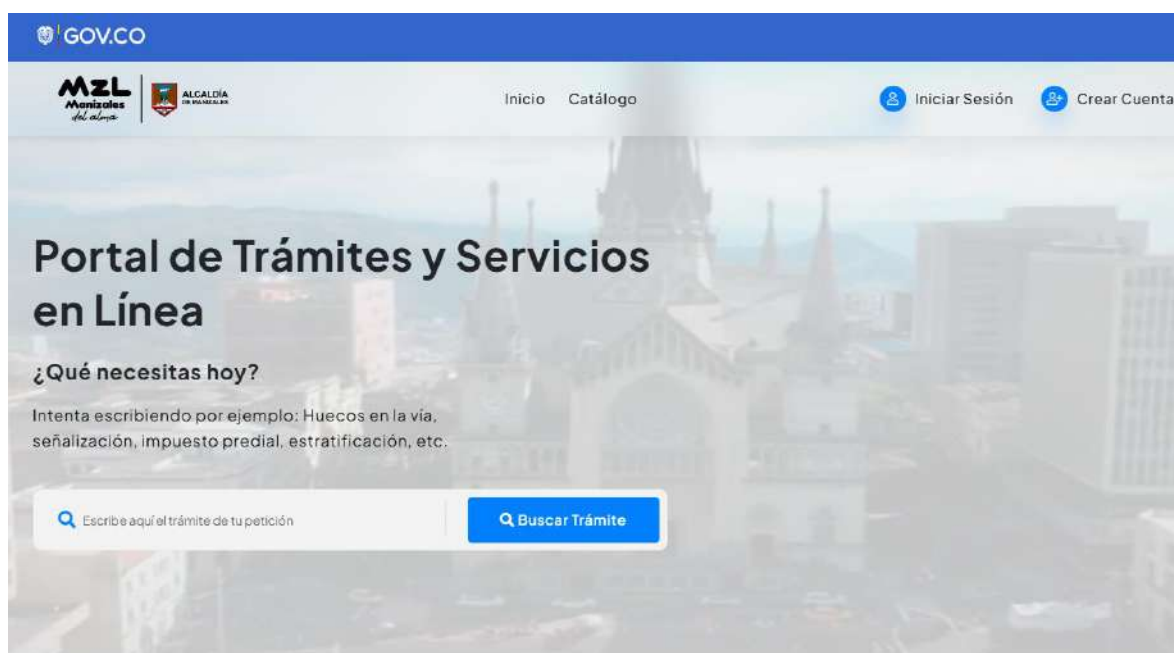 GOV.CO
MZL
Manizales
del alma
ALCALDÍA
DE MANIZALES
Inicio Catálogo
Iniciar Sesión
Crear Cuenta
Portal de Trámites y Servicios
en Línea
¿Qué necesitas hoy?
Intenta escribiendo por ejemplo: Huecos en la vía,
señalización, impuesto predial, estratificación, etc.
Escribe aquí el trámite de tu petición
Buscar Trámite